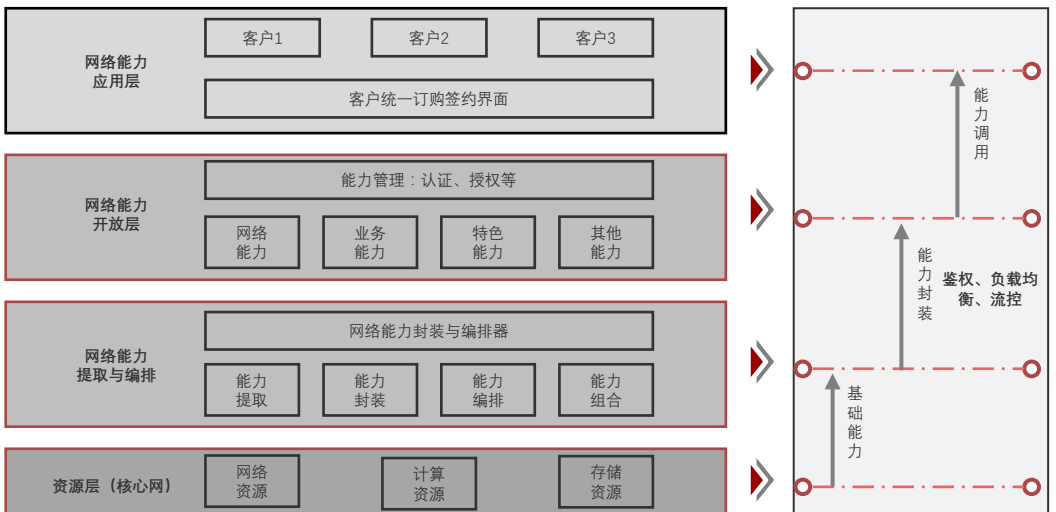 网络能力
应用层
客户1
客户2
客户3
客户统一订购签约界面
网络能力
开放层
能力管理：认证、授权等
网络
能力
业务
能力
特色
能力
其他
能力
网络能力
提取与编排
网络能力封装与编排器
能力
提取
能力
封装
能力
编排
能力
组合
资源层（核心网）
网络
资源
计算
资源
存储
资源
能力调用
能力封装
鉴权、负载均
衡、流控
基础能力